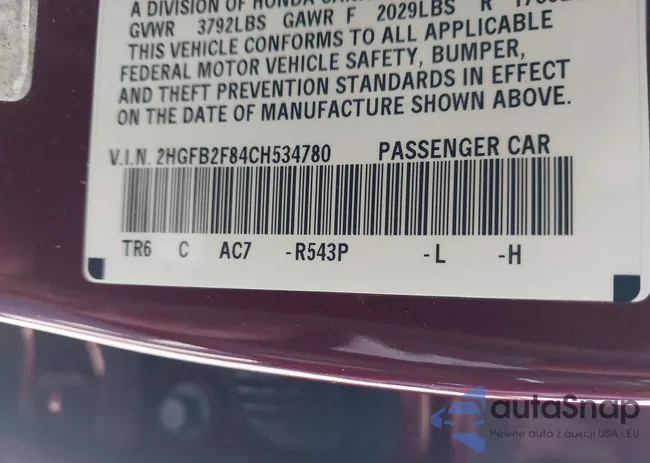 A DIVISION OF HONDA
GVWR 3792LBS GAWR F 2029LBS R
THIS VEHICLE CONFORMS TO ALL APPLICABLE
FEDERAL MOTOR VEHICLE SAFETY, BUMPER,
AND THEFT PREVENTION STANDARDS IN EFFECT
ON THE DATE OF MANUFACTURE SHOWN ABOVE.
V.I.N. 2HGFB2F84CH534780 PASSENGER CAR
TR6 C AC7 -R543P -L -H
autaSnap
Pewne auta z aukcji USA i EU